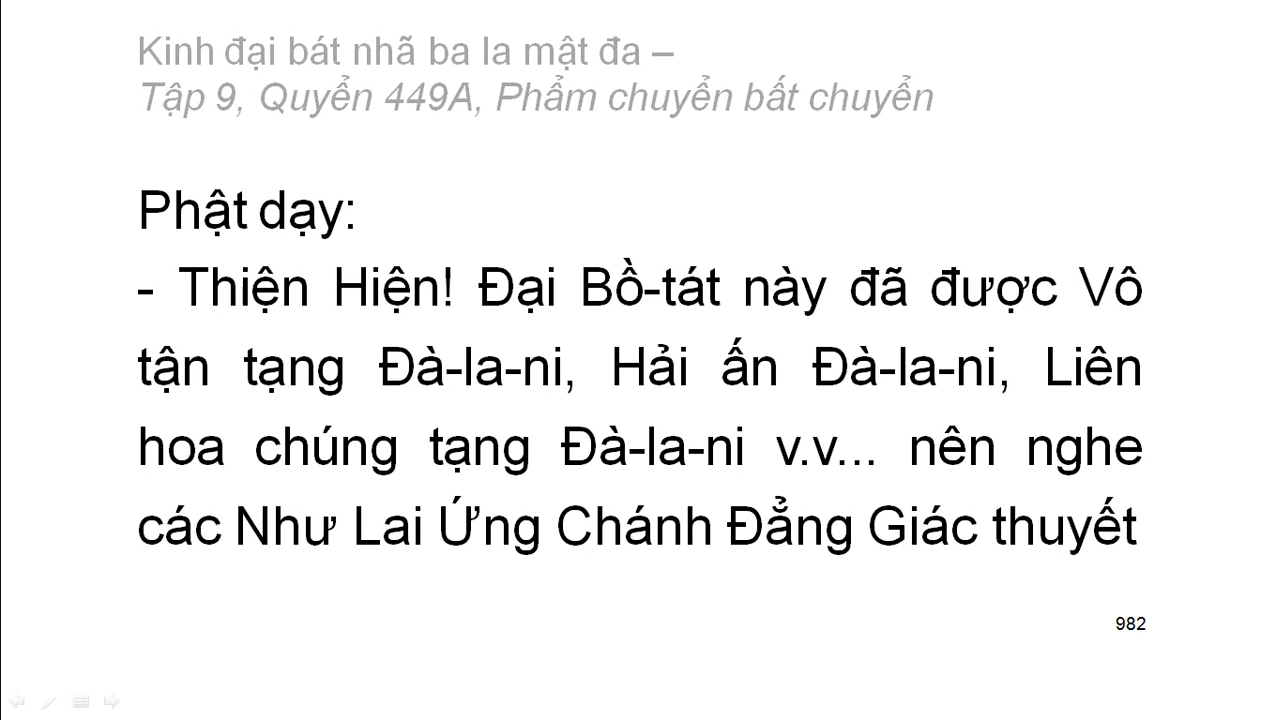 Kinh đại bát nhã ba la mật đa –
Tập 9, Quyển 449A, Phẩm chuyển bất chuyển
Phật dạy:
- Thiện Hiện! Đại Bồ-tát này đã được Vô
tận tạng Đà-la-ni, Hải ấn Đà-la-ni, Liên
hoa chúng tạng Đà-la-ni v.v... nên nghe
các Như Lai Ứng Chánh Đẳng Giác thuyết
982